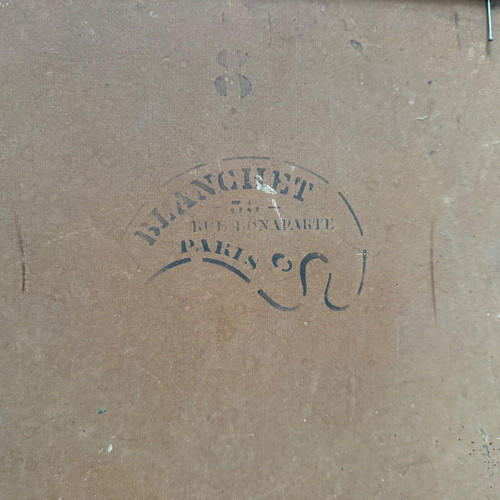 8
BLANCHET
RUE BONAPARTE
PARIS